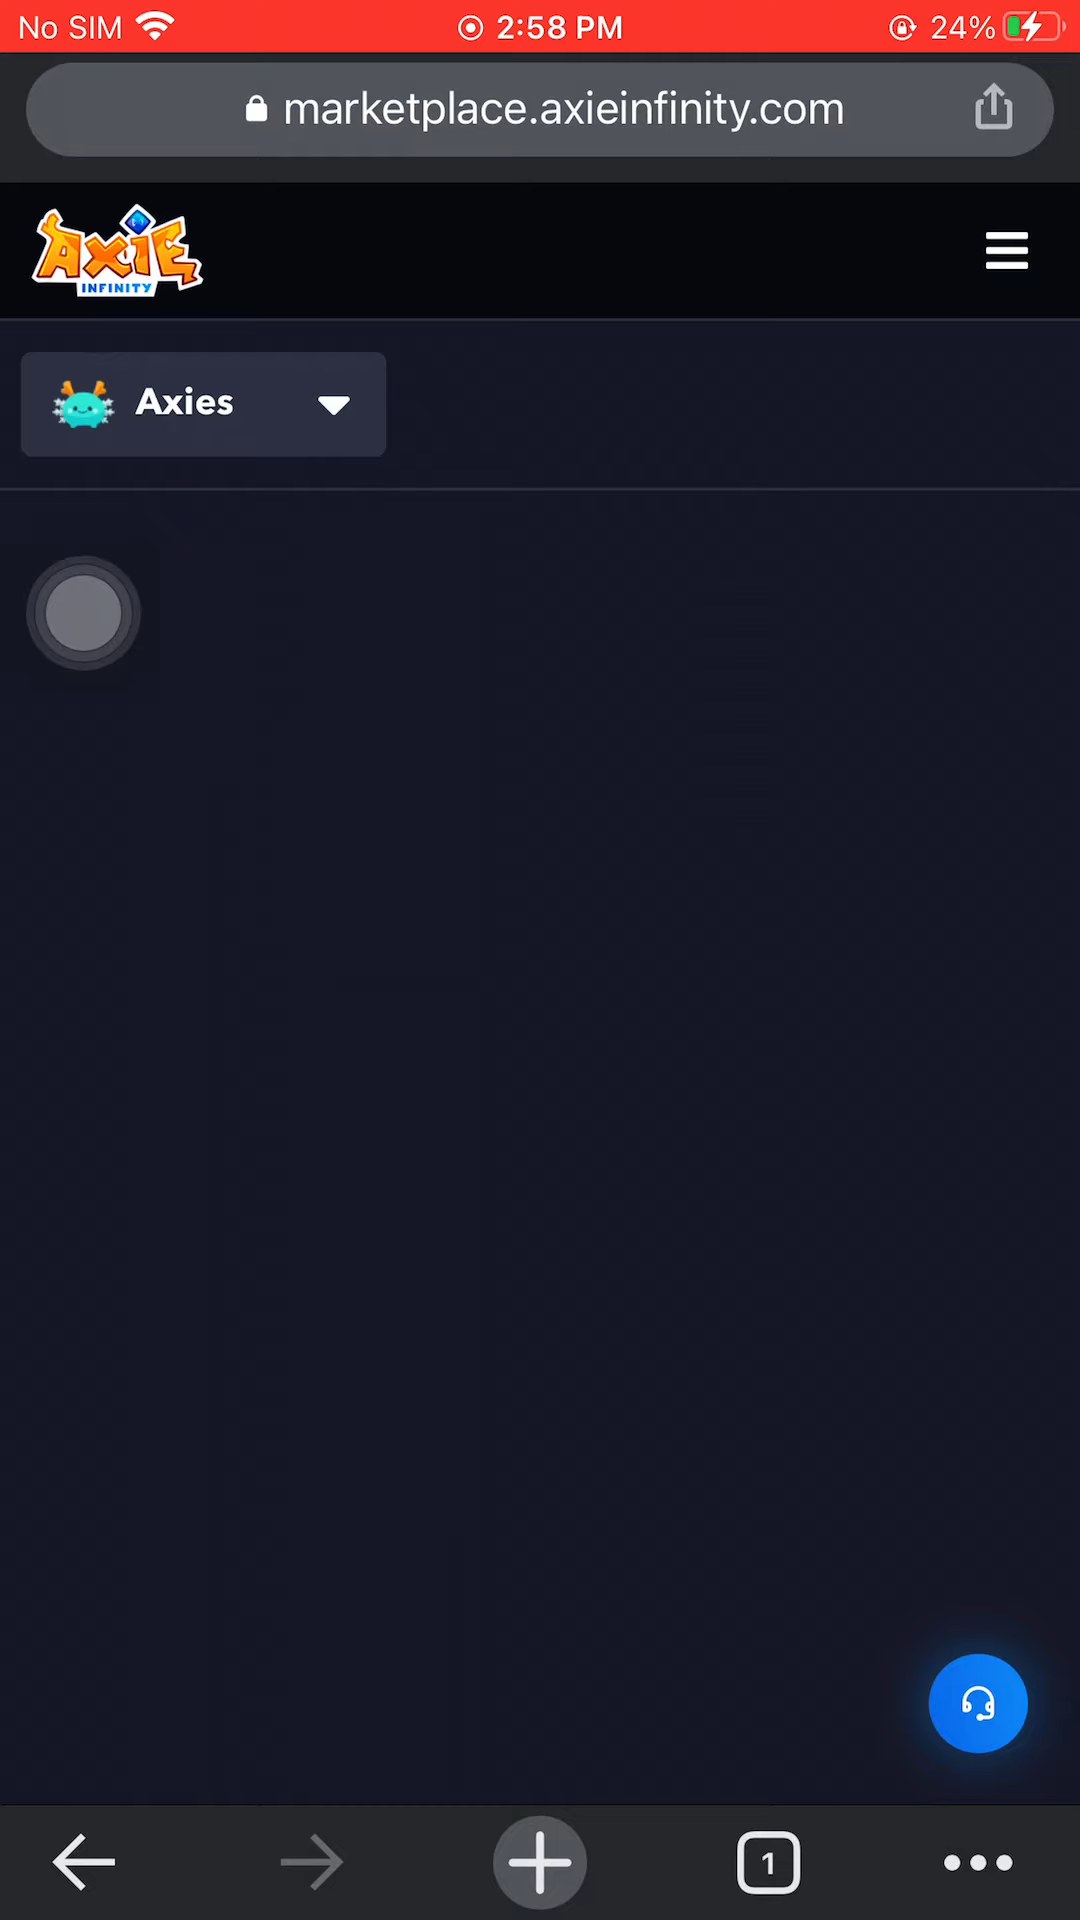 No SIM
2:58 PM
24%
marketplace.axieinfinity.com
AXIE
INFINITY
Axies
1